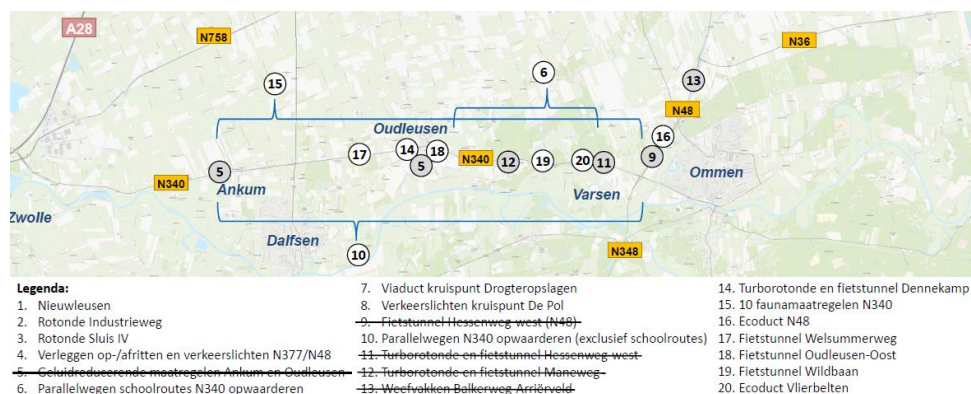 A28
N758
N36
15
6
13
N48
16
Oudleusen
17
14
18
5
N340
12
19
20
11
9
5
N340
Ankum
Varsen
Ommen
Zwolle
Dalfsen
10
N348
Legenda:
1. Nieuwleusen
2. Rotonde Industrieweg
3. Rotonde Sluis IV
4. Verleggen op-/afritten en verkeerslichten N377/N48
5. Geluidreducerende maatregelen Ankum en Oudleusen
6. Parallelwegen schoolroutes N340 opwaarderen
7. Viaduct kruispunt Drogteropslagen
8. Verkeerslichten kruispunt De Pol
9. Fietstunnel Hessenweg-west (N48)
10. Parallelwegen N340 opwaarderen (exclusief schoolroutes)
11. Turborotonde en fietstunnel Hessenweg-west
12. Turborotonde en fietstunnel Maneweg
13. Weefvakken Balkerweg-Arriërveld
14. Turborotonde en fietstunnel Dennekamp
15. 10 faunamaatregelen N340
16. Ecoduct N48
17. Fietstunnel Welsummerweg
18. Fietstunnel Oudleusen-Oost
19. Fietstunnel Wildbaan
20. Ecoduct Vlierbelten